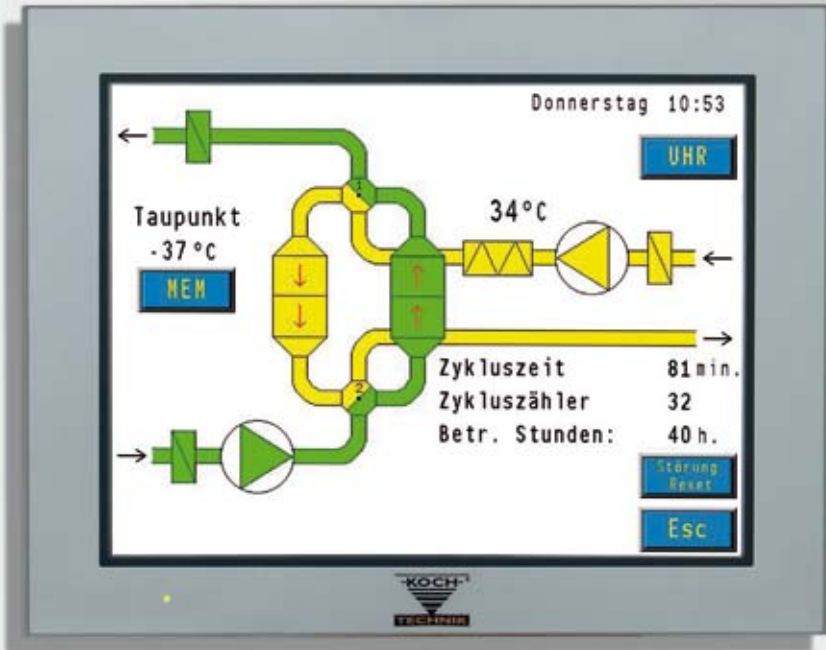 Donnerstag 10:53
UHR
1
34°C
Taupunkt
-37°C
MEM
2
Zykluszeit 81 min.
Zykluszähler 32
Betr. Stunden: 40 h.
Störung
Reset
Esc
KOCH
TECHNIK